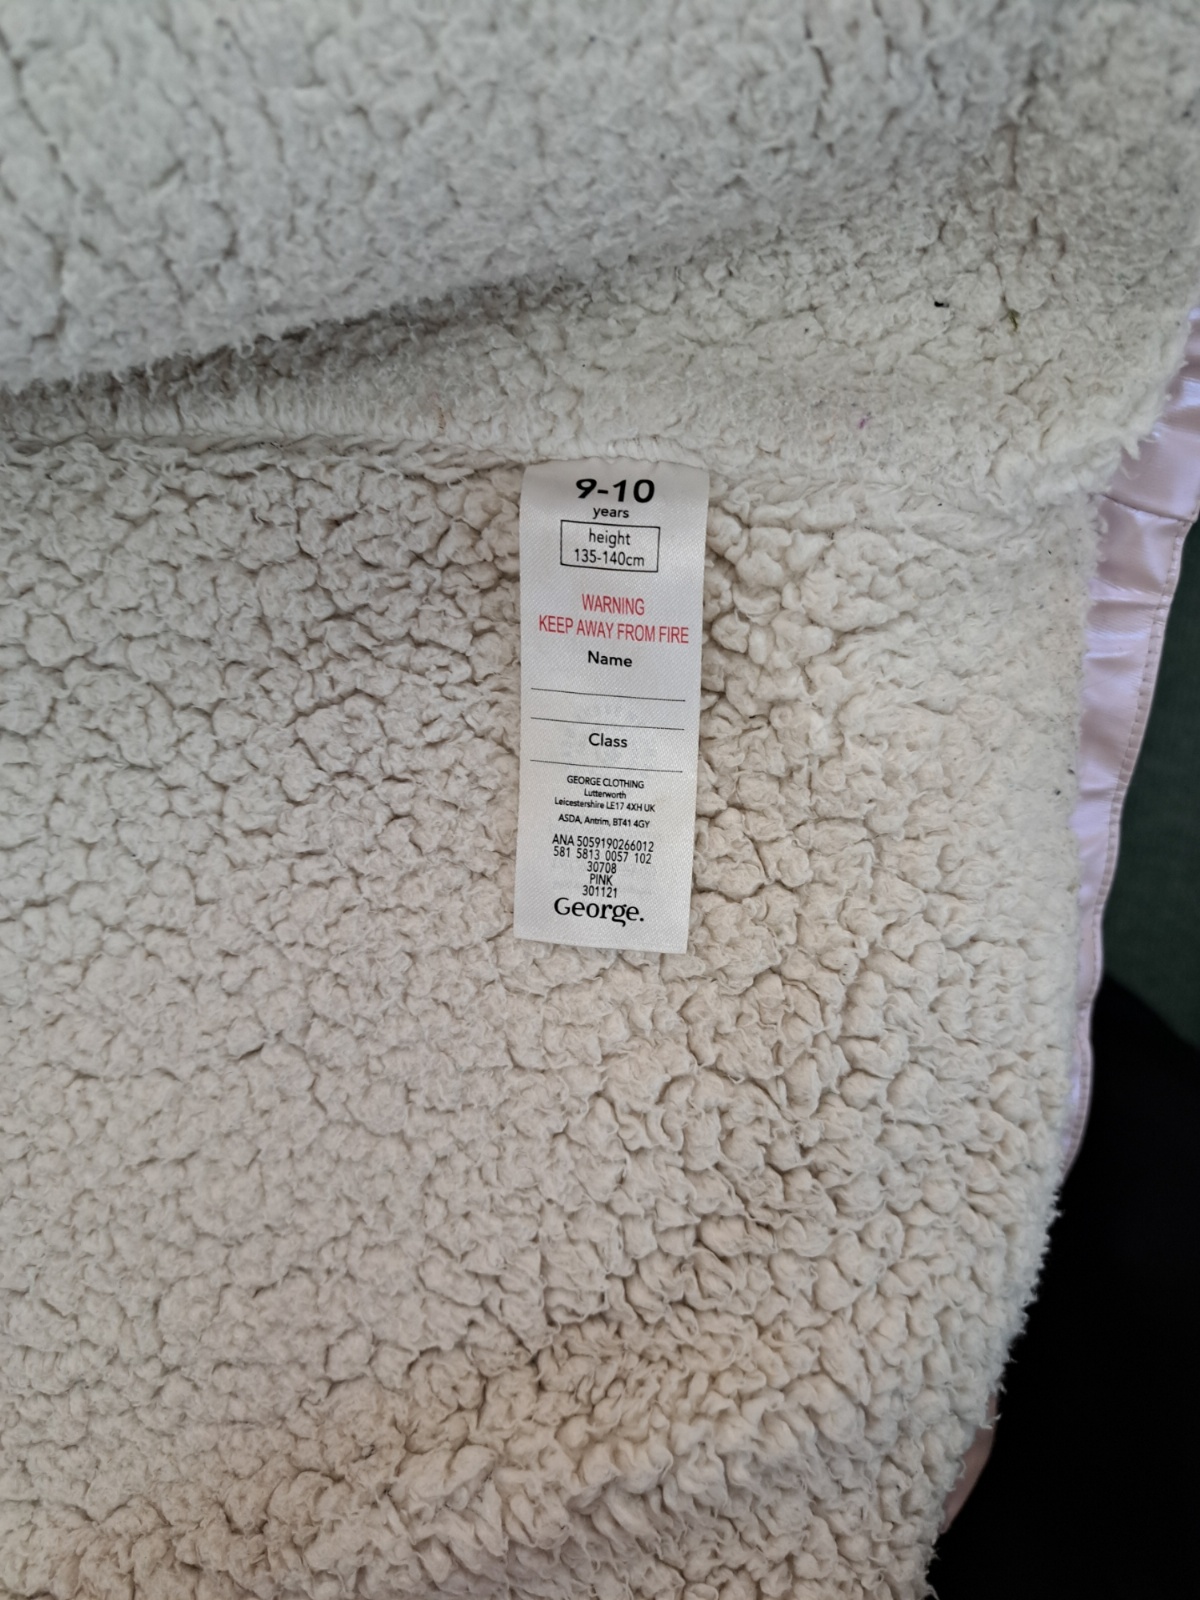 9-10
years
height
135-140cm
WARNING
KEEP AWAY FROM FIRE
Name
Class
GEORGE CLOTHING
Lutterworth
Leicestershire LE17 4XH UK
ASDA, Antrim, BT41 4GY
ANA 5059190266012
581 5813 0057 102
30708
PINK
301121
George.